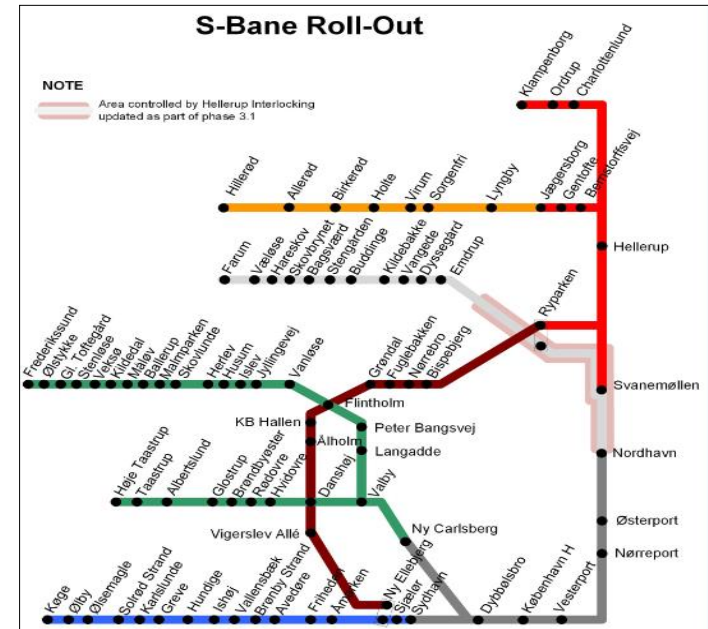 S-Bane Roll-Out
NOTE
Area controlled by Hellerup Interlocking
updated as part of phase 3.1
Klampenborg
Ordrup
Charlottenlund
Hillerød
Allerød
Birkerød
Holte
Virum
Sorgenfri
Lyngby
Jægersborg
Gentofte
Bernstorffsvej
Hellerup
Farum
Væløse
Hareskov
Skovbrynet
Bagsværd
Stengården
Buddinge
Kildebakke
Vangede
Dyssegård
Emdrup
Ryparken
Svanemøllen
Nordhavn
Frederikssund
Ølstykke
Gl. Toftegård
Stenløse
Veksø
Kildedal
Måløv
Ballerup
Malmparken
Skovlunde
Herlev
Husum
Islev
Jyllingevej
Vanløse
Grøndal
Fuglebakken
Nørrebro
Bispebjerg
Flintholm
KB Hallen
Peter Bangsvej
Ålholm
Langadde
Høje Taastrup
Taastrup
Albertslund
Glostrup
Brøndbyøster
Rødovre
Hvidovre
Danshøj
Valby
Vigerslev Allé
Ny Carlsberg
Østerport
Nørreport
Køge
Ølby
Ølsemagle
Solrød Strand
Karlslunde
Greve
Hundige
Ishøj
Vallensbæk
Brønby Strand
Avedøre
Friheden
Åmarken
Ny Ellebjerg
Sjælør
Sydhavn
Dybbølsbro
København H
Vesterport